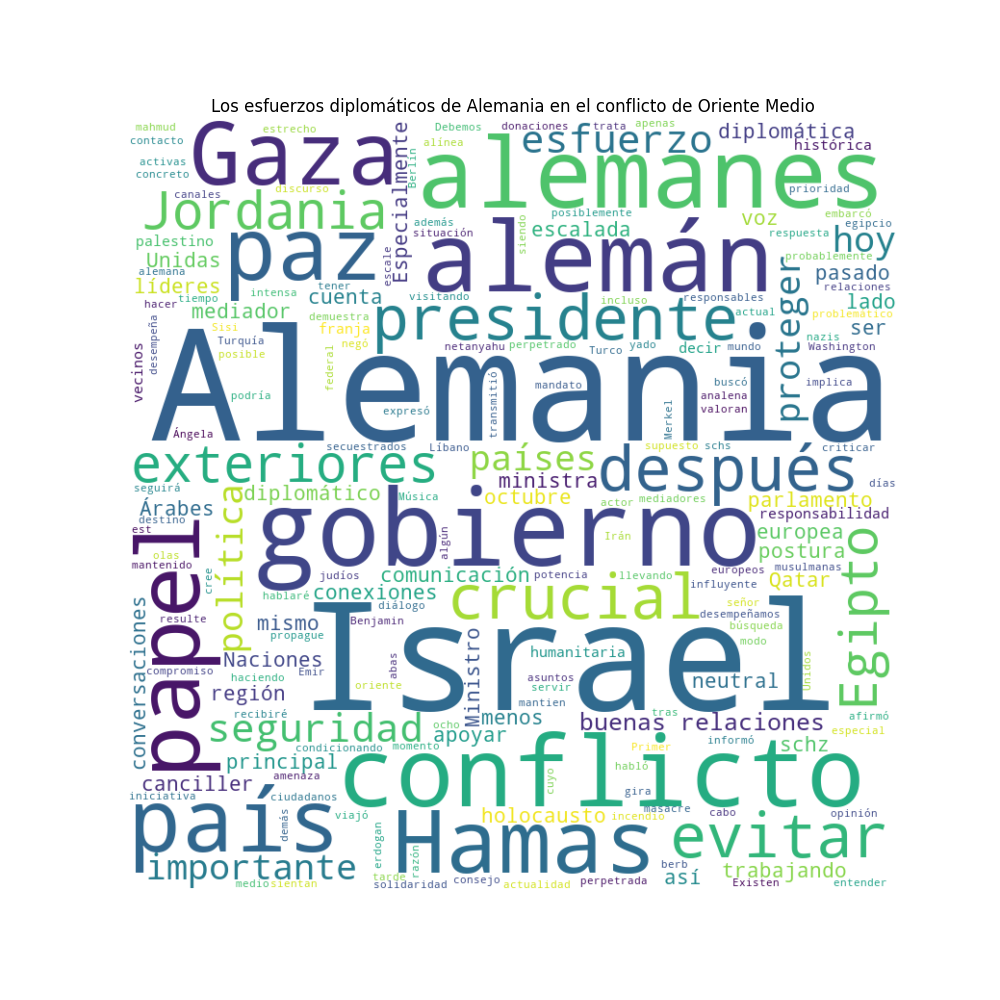 Los esfuerzos diplomáticos de Alemania en el conflicto de Oriente Medio
mahmud
contacto
activas
concreto
estrecho
Gaza
canales
discurso
Jordania
Especialmente
Berlín
Debemos
alínea
donaciones
trata
apenas
esfuerzo
diplomática
histórica
alemanes
prioridad
posiblemente
además
situación
siendo
escalada
voz
embarcó
egipcio
respuesta
hoy
probablemente
relaciones
palestino
Unidas
alemana
líderes
hacer
tiempo
paz
escale
alemán
pasado
intensa
tener
cuenta
visitando
incluso
responsables
proteger
lado
mediador
vecinos
desempeña
Sisi
Turquía
posible
demuestra
franja
negó
federal
presidente
actual
problemático
ser
nazis
Washington
netanyahu
perpetrado
Turco
yado
decir
mundo
Alemania
podría
expresó
transmitió
mandato
Merkel
buscó
analena
valoran
implica
Ángela
secuestrados
Líbano
supuesto
schs
criticar
exteriores
países
después
días
seguirá
Árabes
destino
est
mantenido
diplomático
Música
ministra
octubre
actor
mediadores
parlamento
responsabilidad
política
gobierno
algún
Irán
europea
postura
olas
papel
cree
judíos
comunicación
potencia
llevando
europeos
musulmanas
influyente
Qatar
Egipto
hablaré
conexiones
diálogo
crucial
señor
desempeñamos
búsqueda
modo
conversaciones
resulte
mismo
propague
Benjamin
Israel
Naciones
compromiso
haciendo
Emir
región
oriente
abas
Ministro
humanitaria
asuntos
servir
mantien
neutral
Unidos
recibiré
seguridad
ocho
apoyar
menos
tras
buenas relaciones
afirmó
especial
condicionando
momento
principal
Primer
informó
schz
canciller
amenaza
habló
conflicto
cuyo
gira
iniciativa
ciudadanos
país
demás
viajó
erdogan
razón
Hamas
holocausto
incendio
masacre
cabo
opinión
evitar
importante
tarde
berb
trabajando
medio
sientan
solidaridad
consejo
actualidad
perpetrada
así
Existen
entender